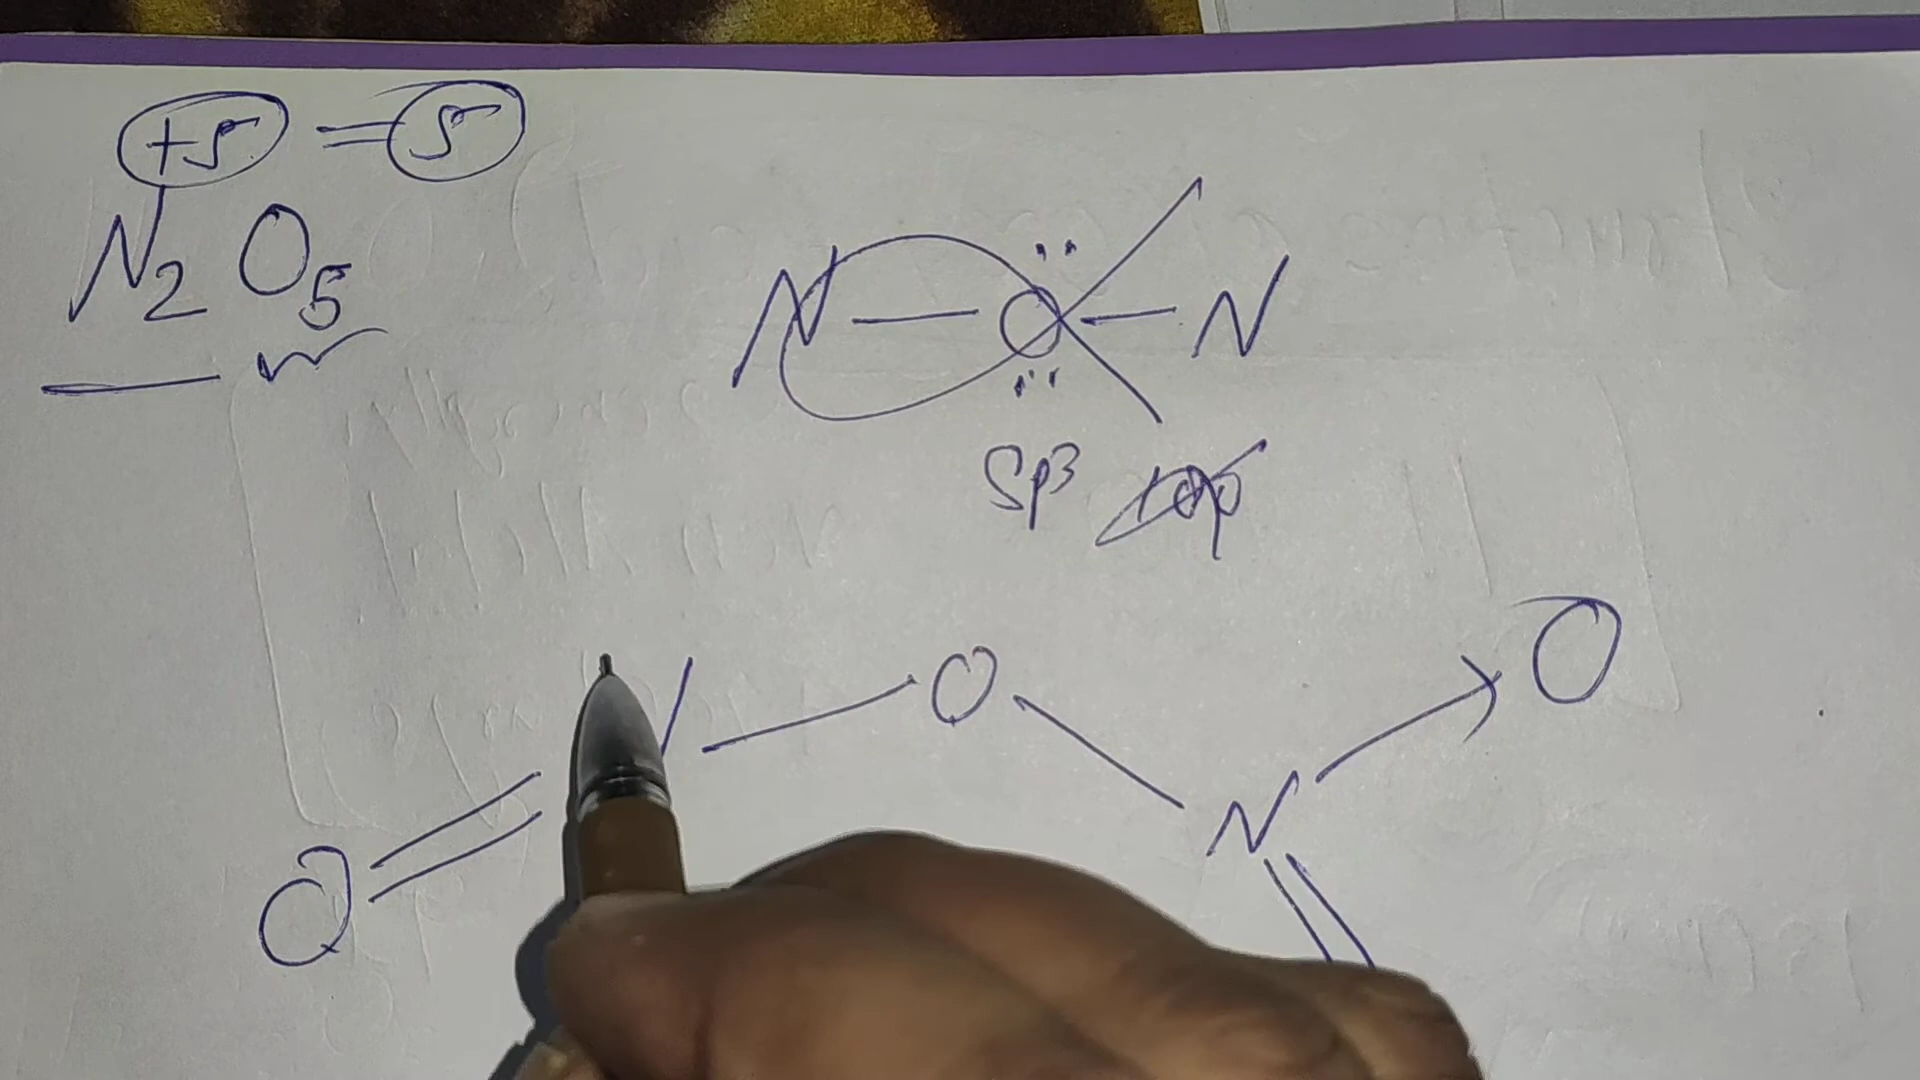 +5 = 5
N2O5
N — O — N
Sp3
O = N — O — N → O